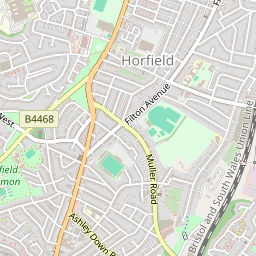 Horfield
Filton Avenue
B4468
West
Muller Road
field
mon
Ashley Down
Bristol and South Wales Union Line